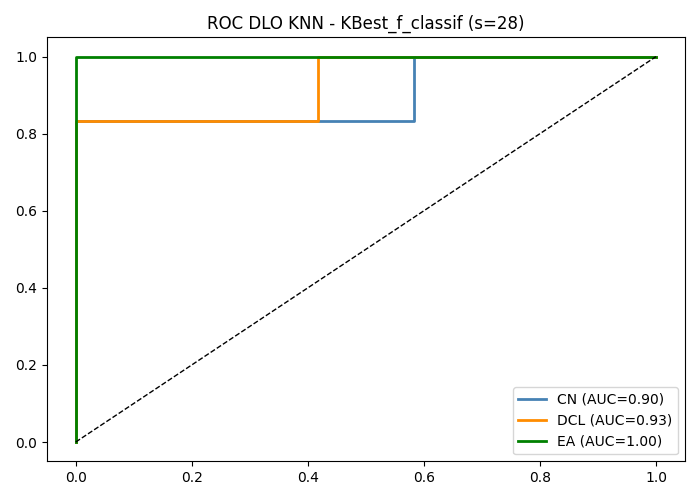 ROC DLO KNN - KBest_f_classif (s=28)
1.0
0.8
0.6
0.4
0.2
0.0
0.0 0.2 0.4 0.6 0.8 1.0
CN (AUC=0.90)
DCL (AUC=0.93)
EA (AUC=1.00)